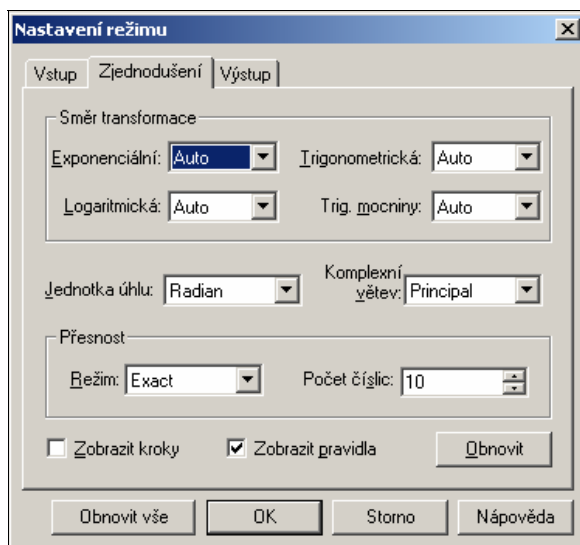 Nastavení režimu
Vstup Zjednodušení Výstup
Směr transformace
Exponenciální: Auto Trigonometrická: Auto
Logaritmická: Auto Trig. mocniny: Auto
Jednotka úhlu: Radian Komplexní větev: Principal
Přesnost
Režim: Exact Počet číslic: 10
Zobrazit kroky Zobrazit pravidla Obnovit
Obnovit vše OK Storno Nápověda